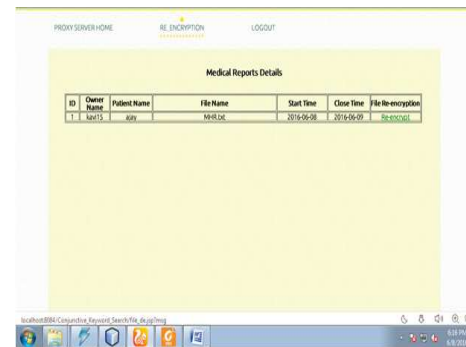 PROXY SERVER HOME RE_ENCRYPTION LOGOUT
Medical Reports Details
ID Owner Name Patient Name File Name Start Time Close Time File Re-encryption
1 kavi15 ajay MHR.txt 2016-06-08 2016-06-09 Re-encrypt
localhost:8084/Conjunctive_Keyword_Search/file_de.jsp?msg